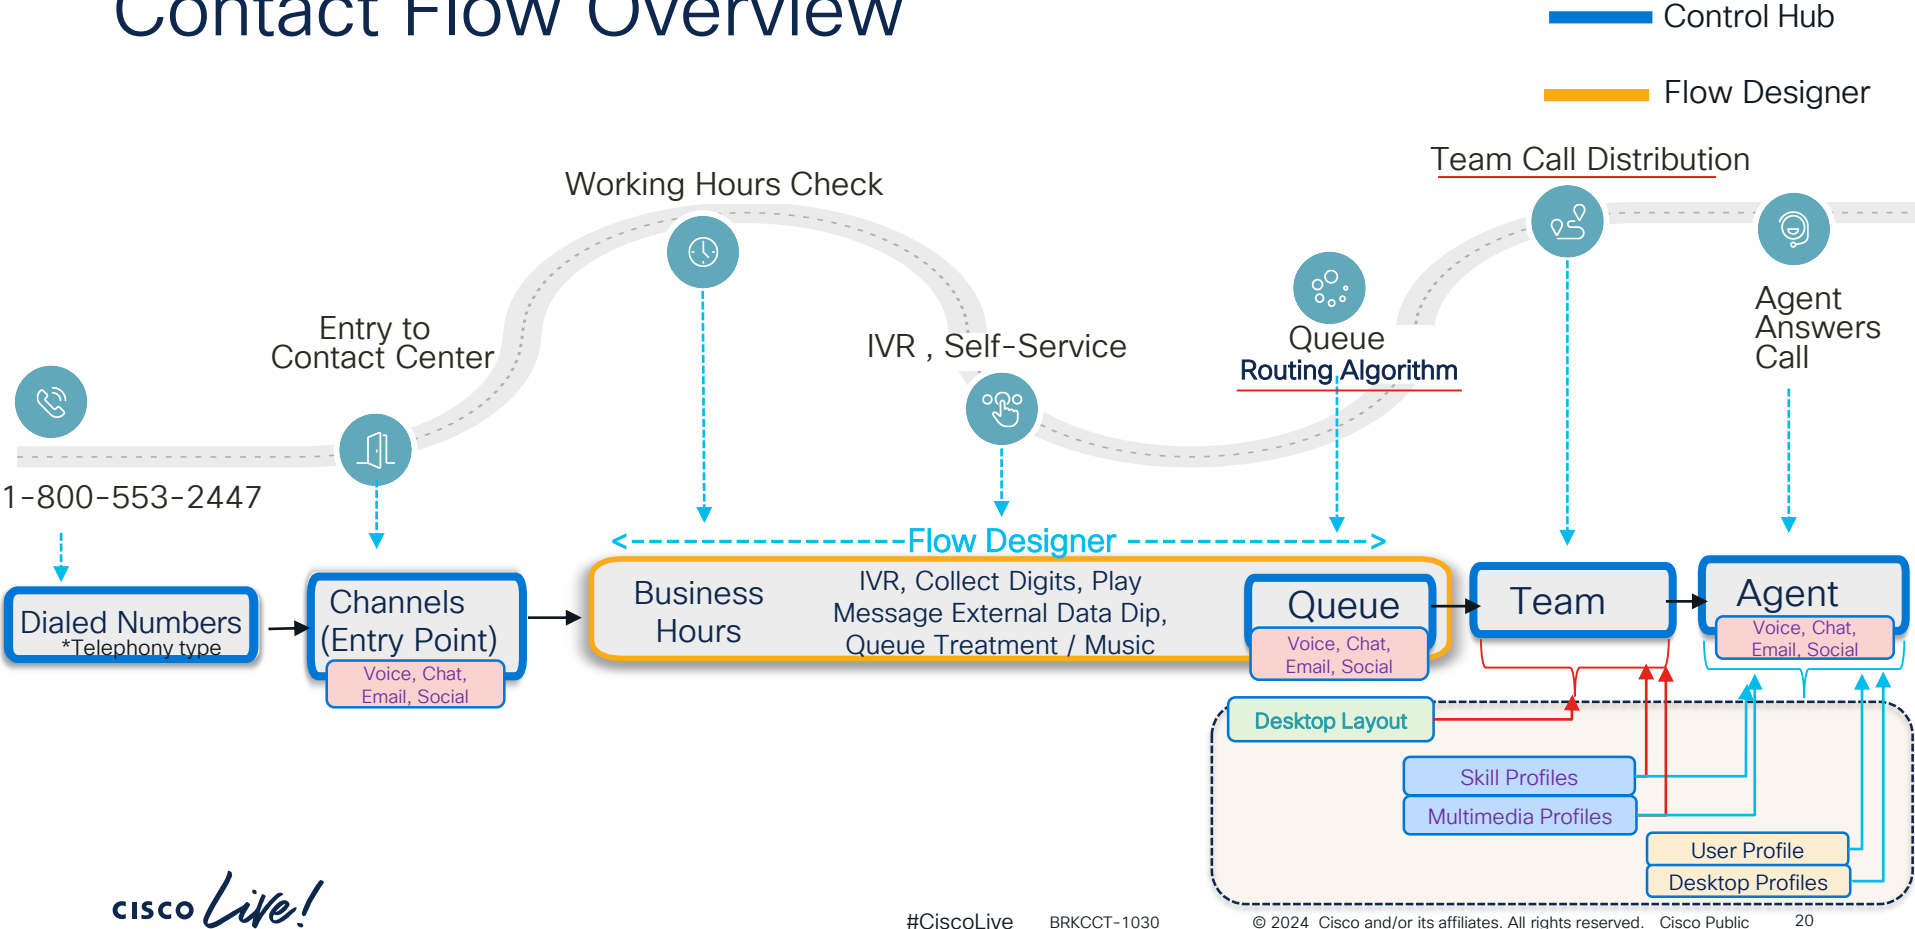 Contact Flow Overview
Control Hub
Flow Designer
Team Call Distribution
Working Hours Check
Agent
Answers
Call
Entry to
Contact Center
IVR , Self-Service
Queue
Routing Algorithm
1-800-553-2447
Flow Designer
Dialed Numbers
*Telephony type
Channels
(Entry Point)
Voice, Chat,
Email, Social
Business
Hours
IVR, Collect Digits, Play
Message External Data Dip,
Queue Treatment / Music
Queue
Voice, Chat,
Email, Social
Team
Agent
Voice, Chat,
Email, Social
Desktop Layout
Skill Profiles
Multimedia Profiles
User Profile
Desktop Profiles
CISCO Live!
#CiscoLive BRKCCT-1030 © 2024 Cisco and/or its affiliates. All rights reserved. Cisco Public 20